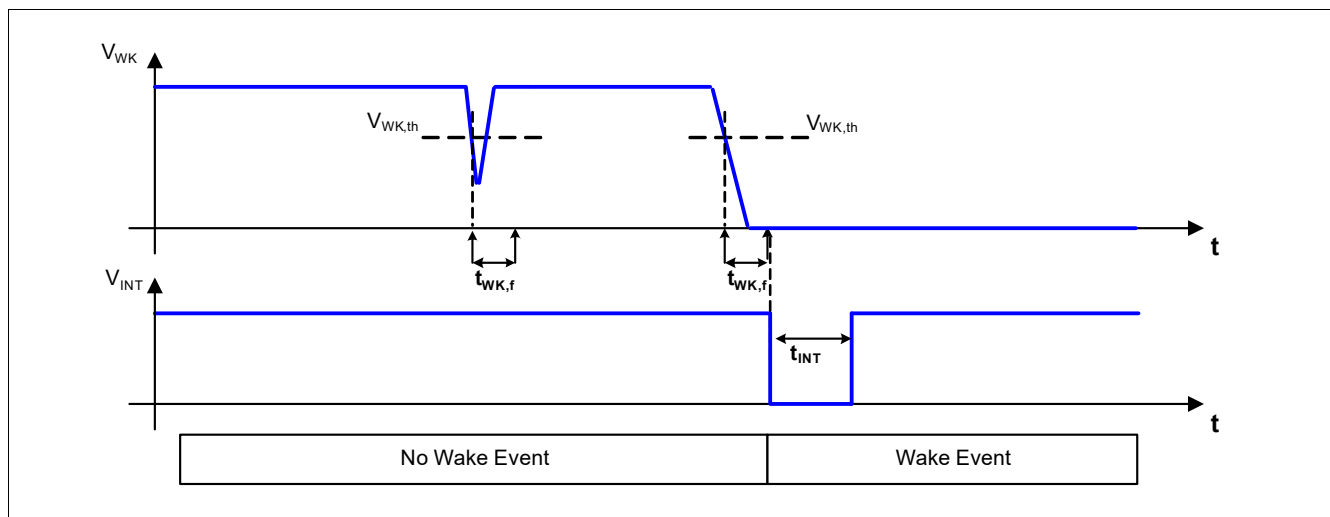 V_WK
V_WK,th
V_WK,th
t
t_WK,f
t_WK,f
V_INT
t_INT
t
No Wake Event
Wake Event